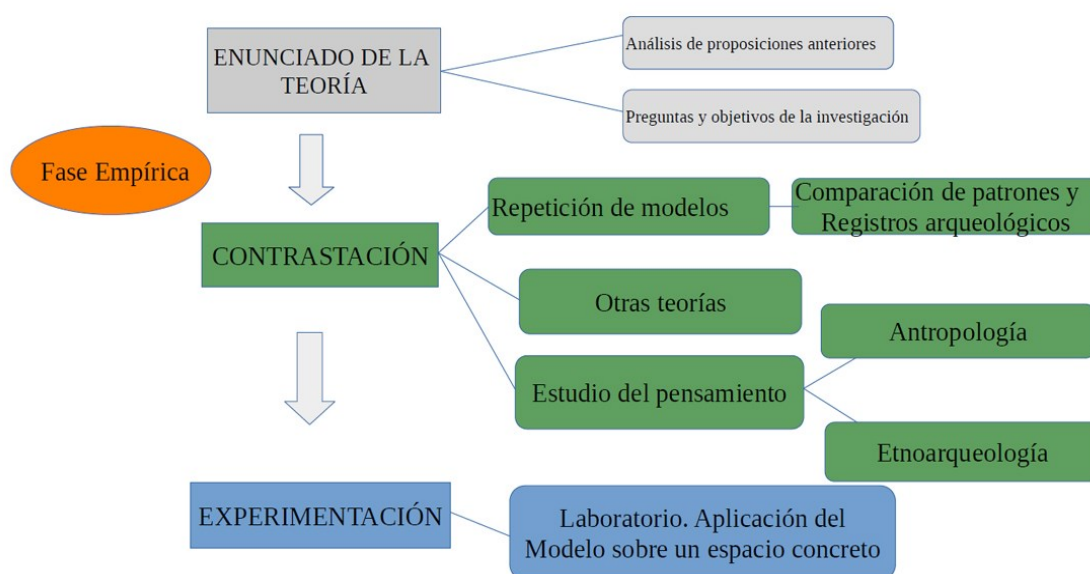 ENUNCIADO DE LA
TEORÍA
Análisis de proposiciones anteriores
Preguntas y objetivos de la investigación
Fase Empírica
CONTRASTACIÓN
Repetición de modelos
Comparación de patrones y
Registros arqueológicos
Otras teorías
Estudio del pensamiento
Antropología
Etnoarqueología
EXPERIMENTACIÓN
Laboratorio. Aplicación del
Modelo sobre un espacio concreto